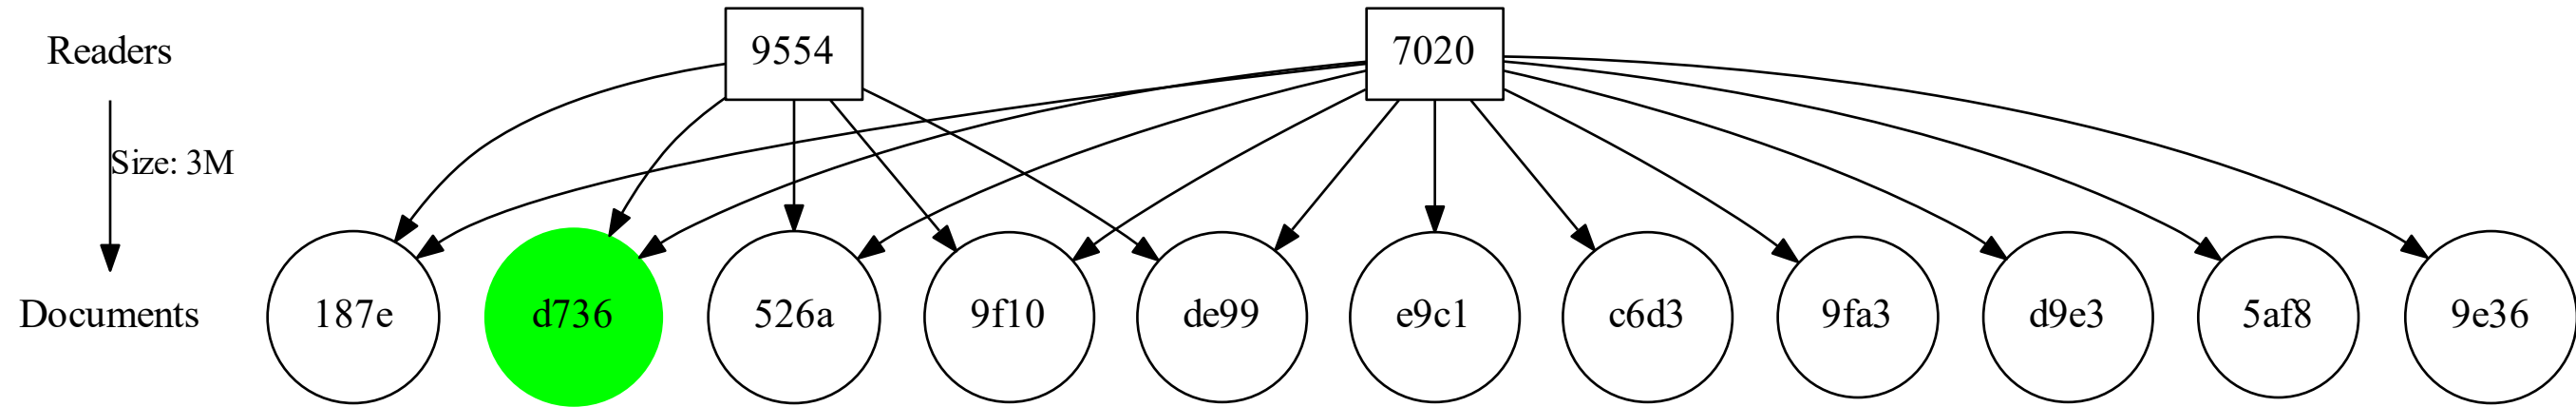 Readers 9554 7020
Size: 3M
Documents 187e d736 526a 9f10 de99 e9c1 c6d3 9fa3 d9e3 5af8 9e36